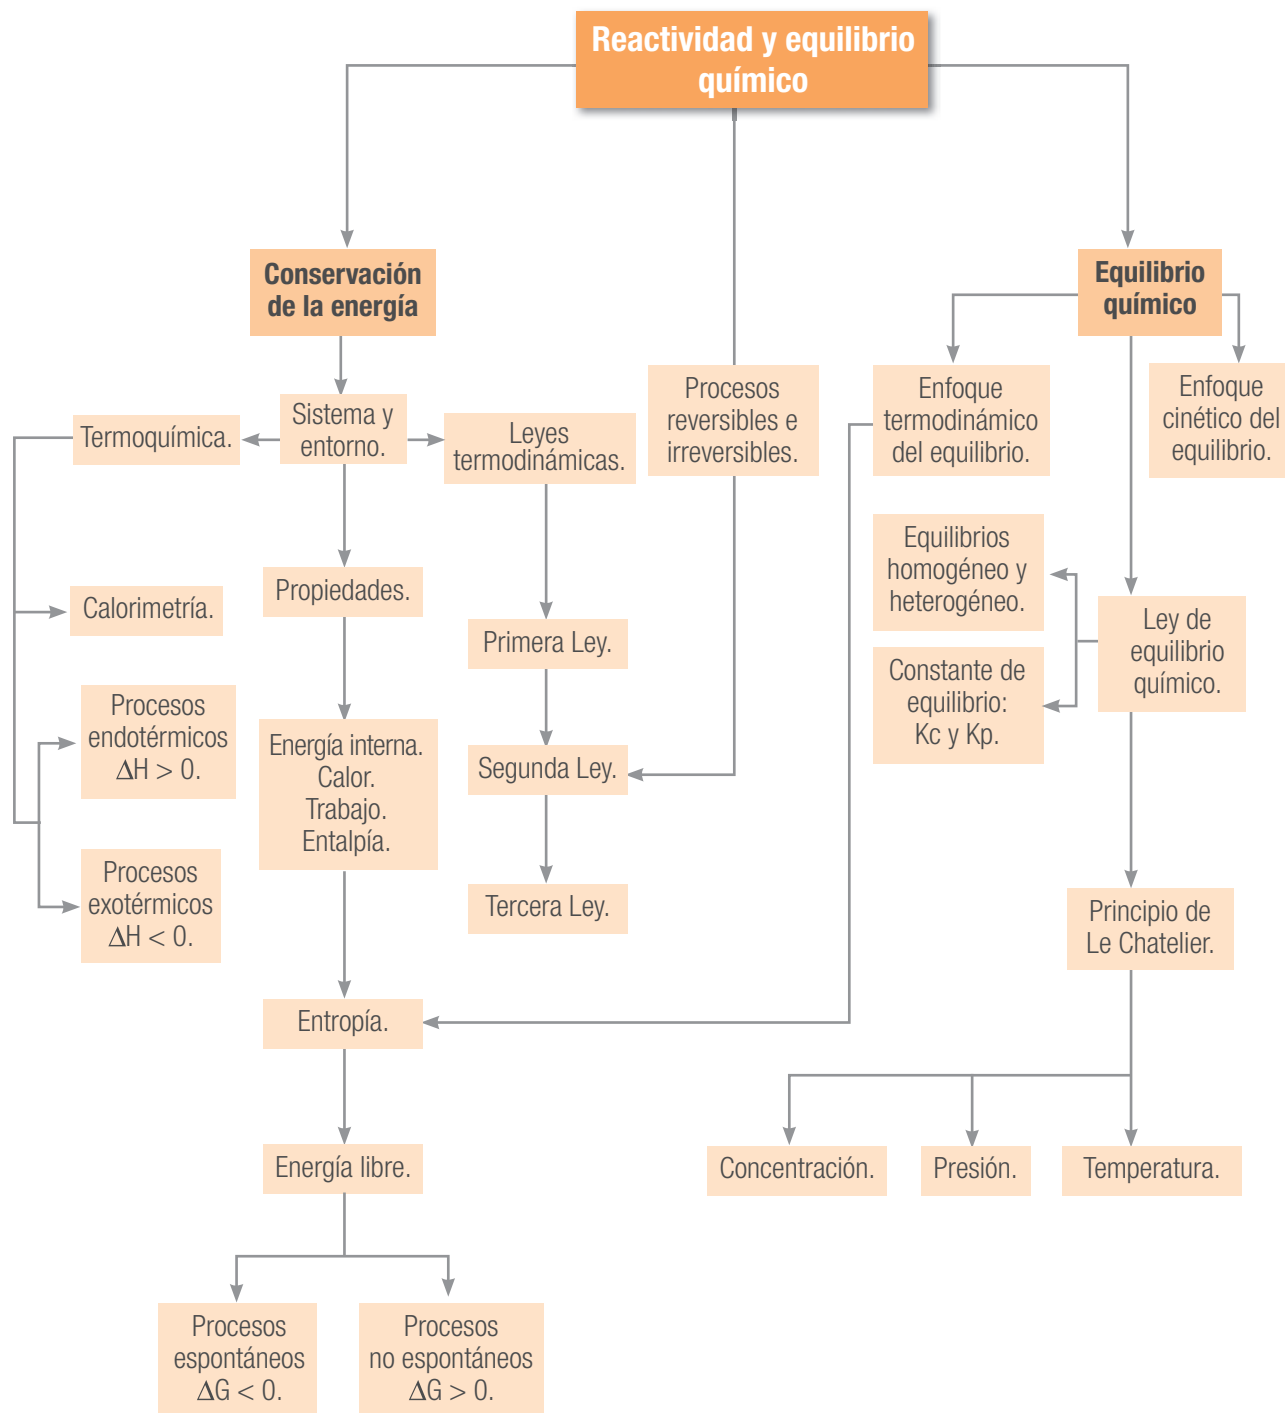 Reactividad y equilibrio
químico
Conservación
de la energía
Equilibrio
químico
Sistema y
entorno.
Termoquímica.
Leyes
termodinámicas.
Procesos
reversibles e
irreversibles.
Enfoque
termodinámico
del equilibrio.
Enfoque
cinético del
equilibrio.
Equilibrios
homogéneo y
heterogéneo.
Propiedades.
Calorimetría.
Primera Ley.
Ley de
equilibrio
químico.
Constante de
equilibrio:
Kc y Kp.
Procesos
endotérmicos
ΔH > 0.
Energía interna.
Calor.
Trabajo.
Entalpía.
Segunda Ley.
Procesos
exotérmicos
ΔH < 0.
Tercera Ley.
Principio de
Le Chatelier.
Entropía.
Energía libre.
Concentración.
Presión.
Temperatura.
Procesos
espontáneos
ΔG < 0.
Procesos
no espontáneos
ΔG > 0.